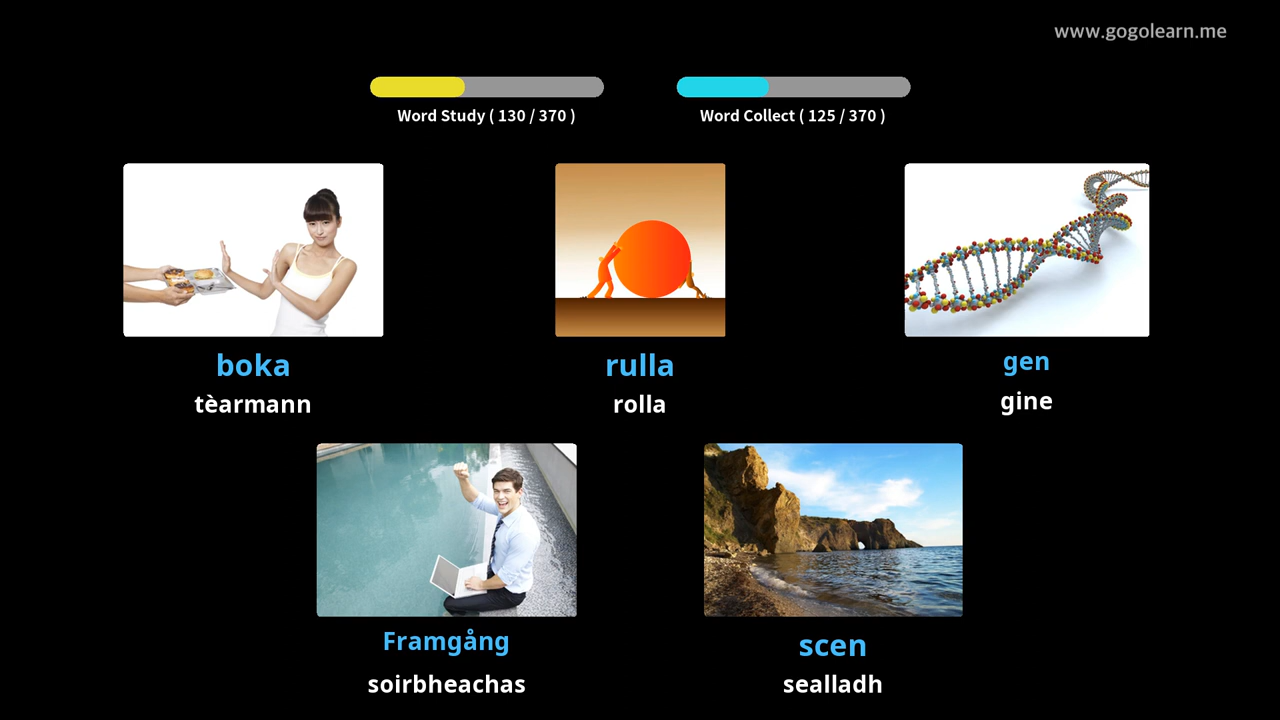 www.gogolearn.me
Word Study ( 130 / 370 )
Word Collect ( 125 / 370 )
boka
tèarmann
rulla
rolla
gen
gine
Framgång
soirbheachas
scen
sealladh